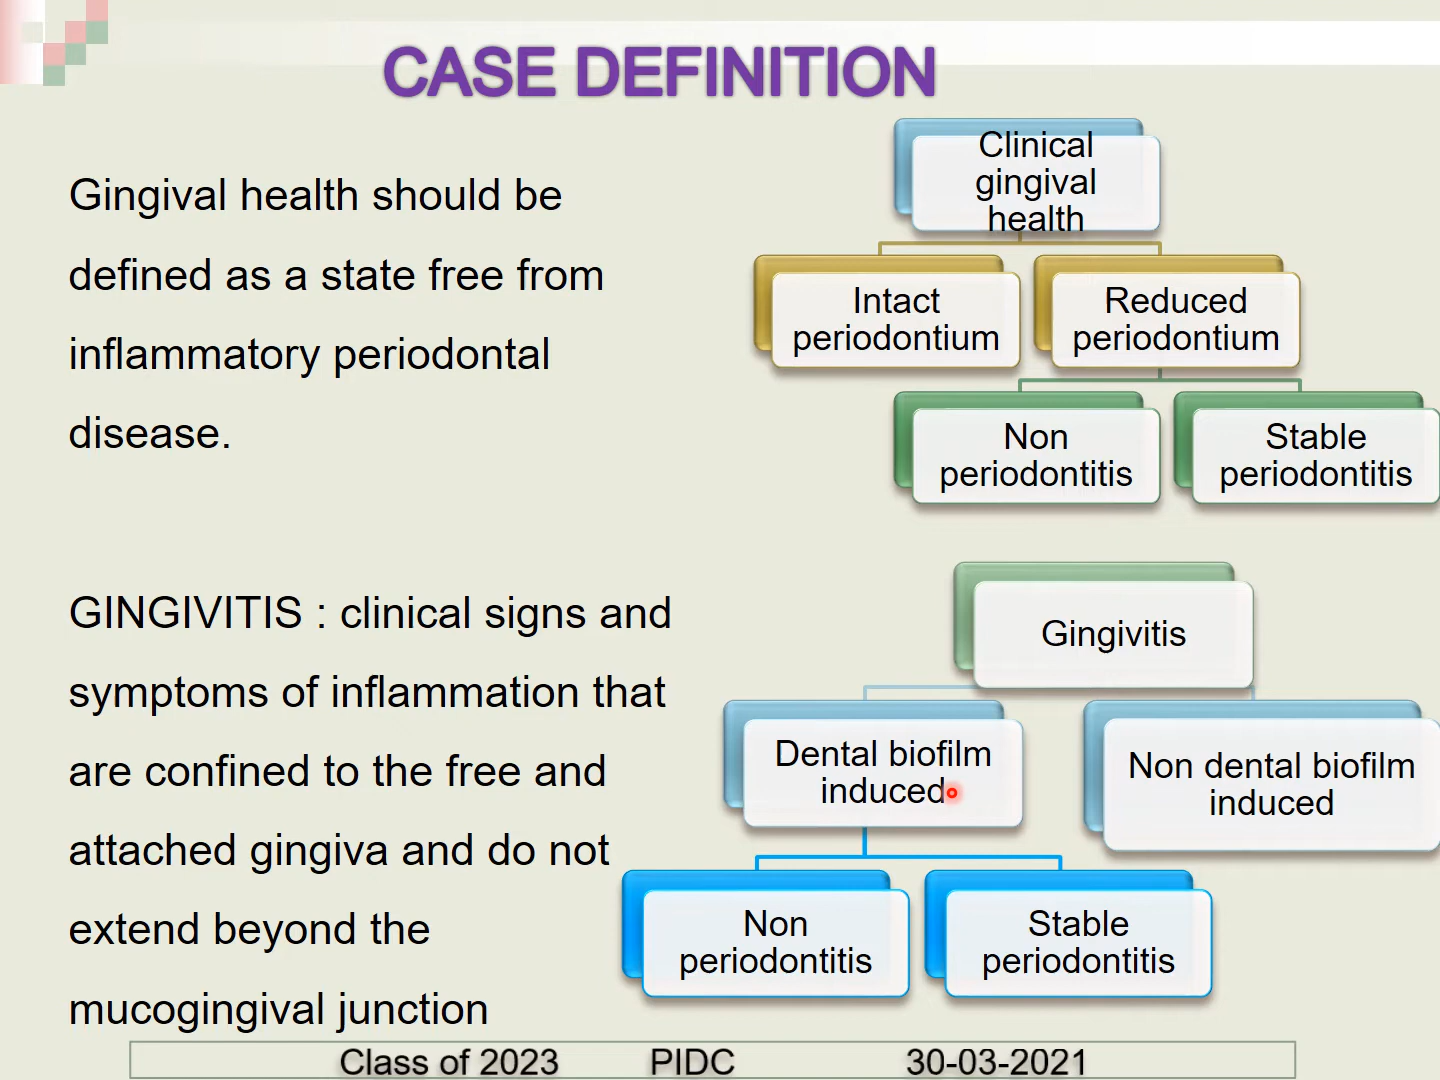 CASE DEFINITION
Gingival health should be
defined as a state free from
inflammatory periodontal
disease.
Clinical
gingival
health
Intact
periodontium
Reduced
periodontium
Non
periodontitis
Stable
periodontitis
GINGIVITIS : clinical signs and
symptoms of inflammation that
are confined to the free and
attached gingiva and do not
extend beyond the
mucogingival junction
Gingivitis
Dental biofilm
induced
Non dental biofilm
induced
Non
periodontitis
Stable
periodontitis
Class of 2023 PIDC 30-03-2021